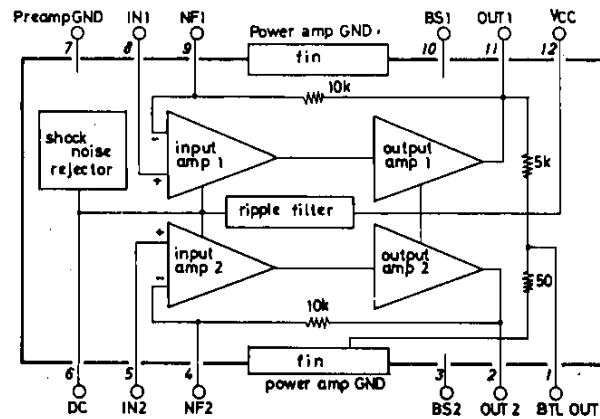 PreampGND IN1 NF1 Power amp GND BS1 OUT1 VCC
7 8 9 10 11 12
fin
10k
shock
noise
rejector
input
amp 1
output
amp 1
5k
ripple filter
input
amp 2
output
amp 2
50
10k
fin
6 5 4 3 2 1
power amp GND
DC IN2 NF2 BS2 OUT 2 BTL OUT